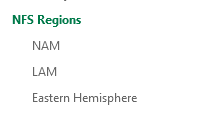 NFS Regions
NAM
LAM
Eastern Hemisphere